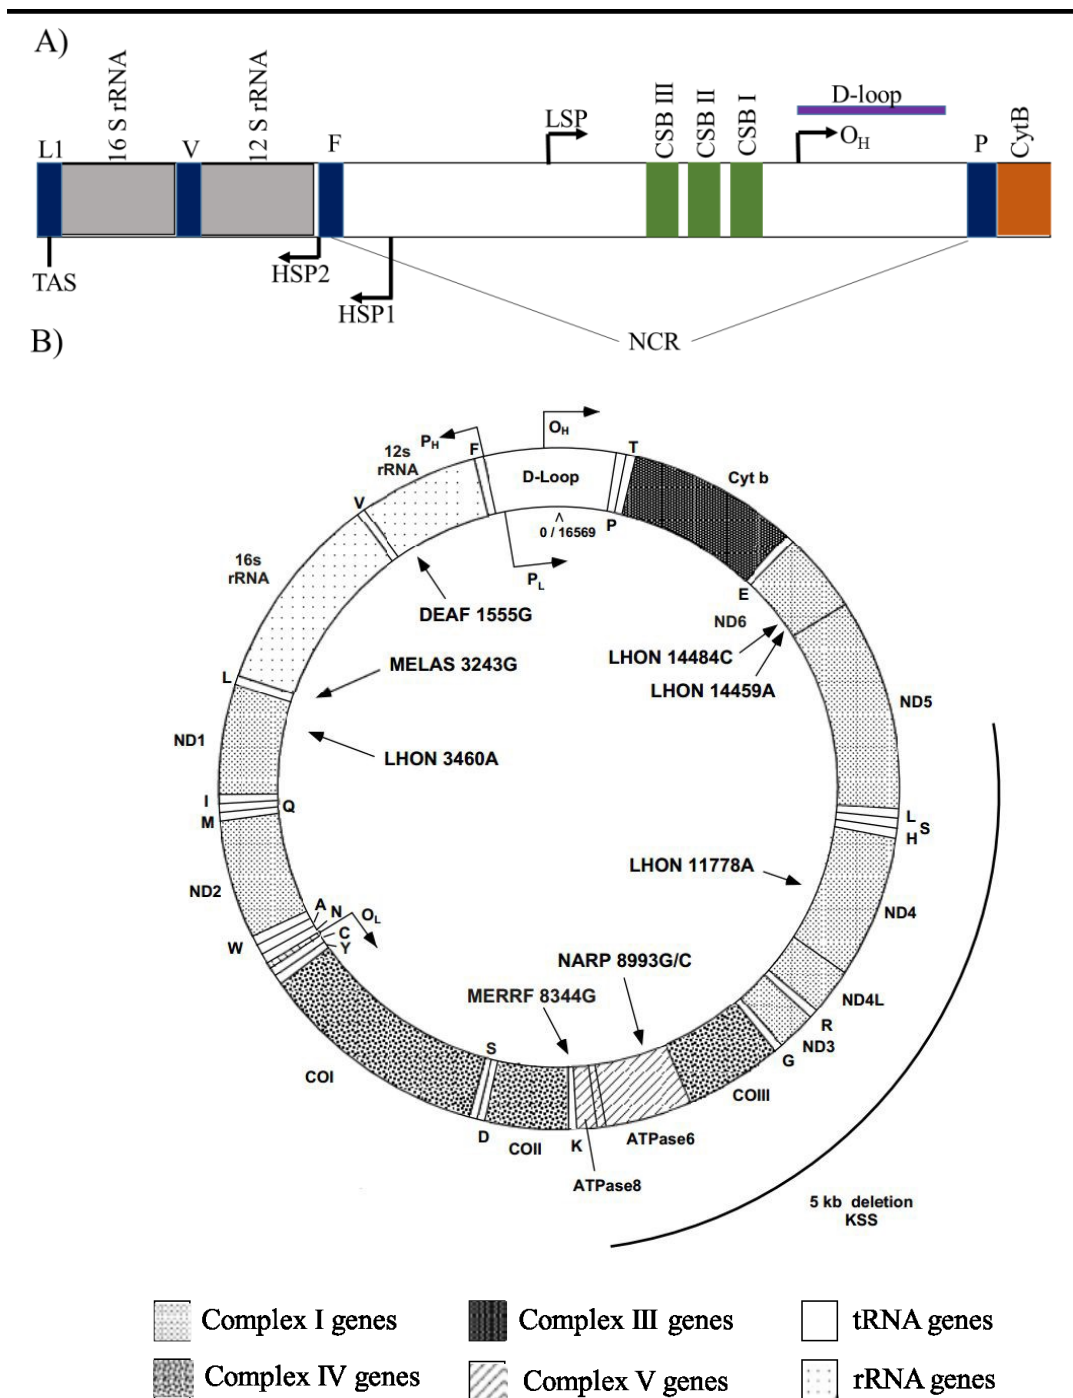 A)
16 S rRNA
12 S rRNA
L1
V
F
LSP
CSB III
CSB II
CSB I
D-loop
OH
P
CytB
TAS
HSP2
HSP1
NCR
B)
OH
PH
12s
rRNA
F
D-Loop
T
Cyt b
V
0 / 16569
P
PL
16s
rRNA
E
ND6
DEAF 1555G
LHON 14484C
MELAS 3243G
LHON 14459A
L
ND5
ND1
LHON 3460A
I
Q
M
L
S
H
LHON 11778A
ND2
A
N
OL
C
Y
W
ND4
NARP 8993G/C
MERRF 8344G
ND4L
R
ND3
G
S
COI
COIII
D
COII
K
ATPase6
ATPase8
5 kb deletion
KSS
Complex I genes
Complex III genes
tRNA genes
Complex IV genes
Complex V genes
rRNA genes